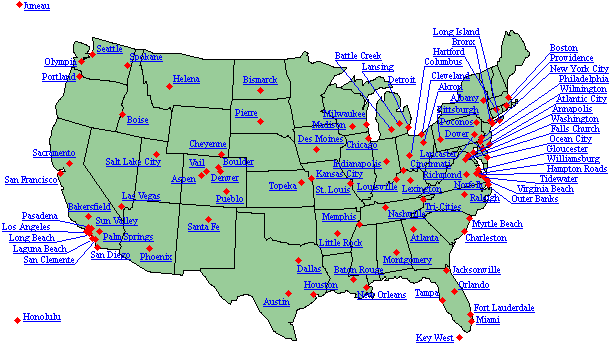 Juneau
Seattle
Spokane
Olympia
Portland
Helena
Bismarck
Boise
Pierre
Long Island
Bronx
Hartford
Battle Creek
Lansing
Columbus
Detroit
Cleveland
Akron
Albany
Pittsburgh
Poconos
Dover
Boston
Providence
New York City
Philadelphia
Wilmington
Atlantic City
Annapolis
Washington
Falls Church
Ocean City
Gloucester
Williamsburg
Hampton Roads
Tidewater
Virginia Beach
Outer Banks
Milwaukee
Madison
Des Moines
Chicago
Cheyenne
Salt Lake City
Vail
Boulder
Aspen
Denver
Pueblo
Sacramento
San Francisco
Las Vegas
Indianapolis
Kansas City
Topeka
St. Louis
Louisville
Lancaster
Cincinnati
Richmond
Lexington
Norfolk
Raleigh
Tri-Cities
Nashville
Memphis
Bakersfield
Pasadena
Sun Valley
Los Angeles
Long Beach
Palm Springs
Laguna Beach
San Clemente
San Diego
Phoenix
Santa Fe
Little Rock
Atlanta
Myrtle Beach
Charleston
Montgomery
Dallas
Baton Rouge
Jacksonville
Austin
Houston
New Orleans
Orlando
Tampa
Fort Lauderdale
Miami
Key West
Honolulu